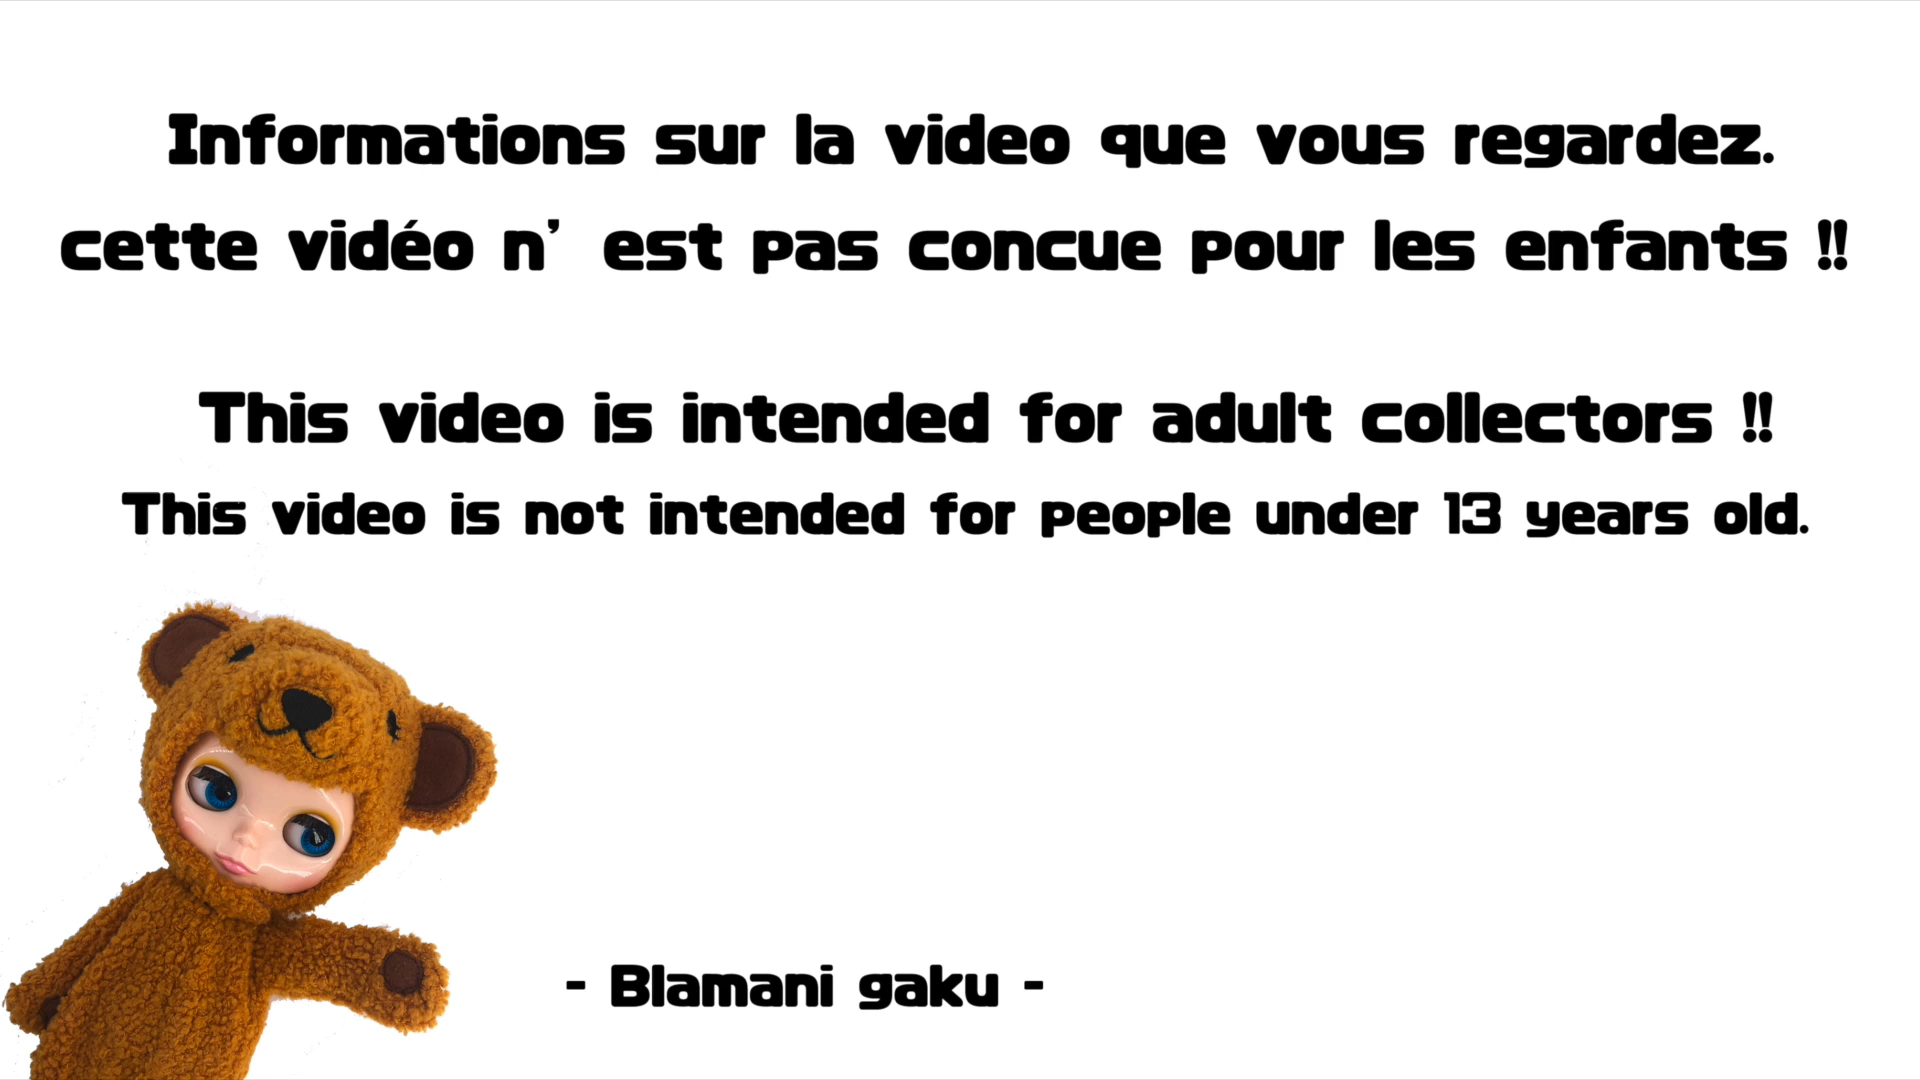 Informations sur la video que vous regardez.
cette vidéo n' est pas concue pour les enfants !!
This video is intended for adult collectors !!
This video is not intended for people under 13 years old.
- Blamani gaku -